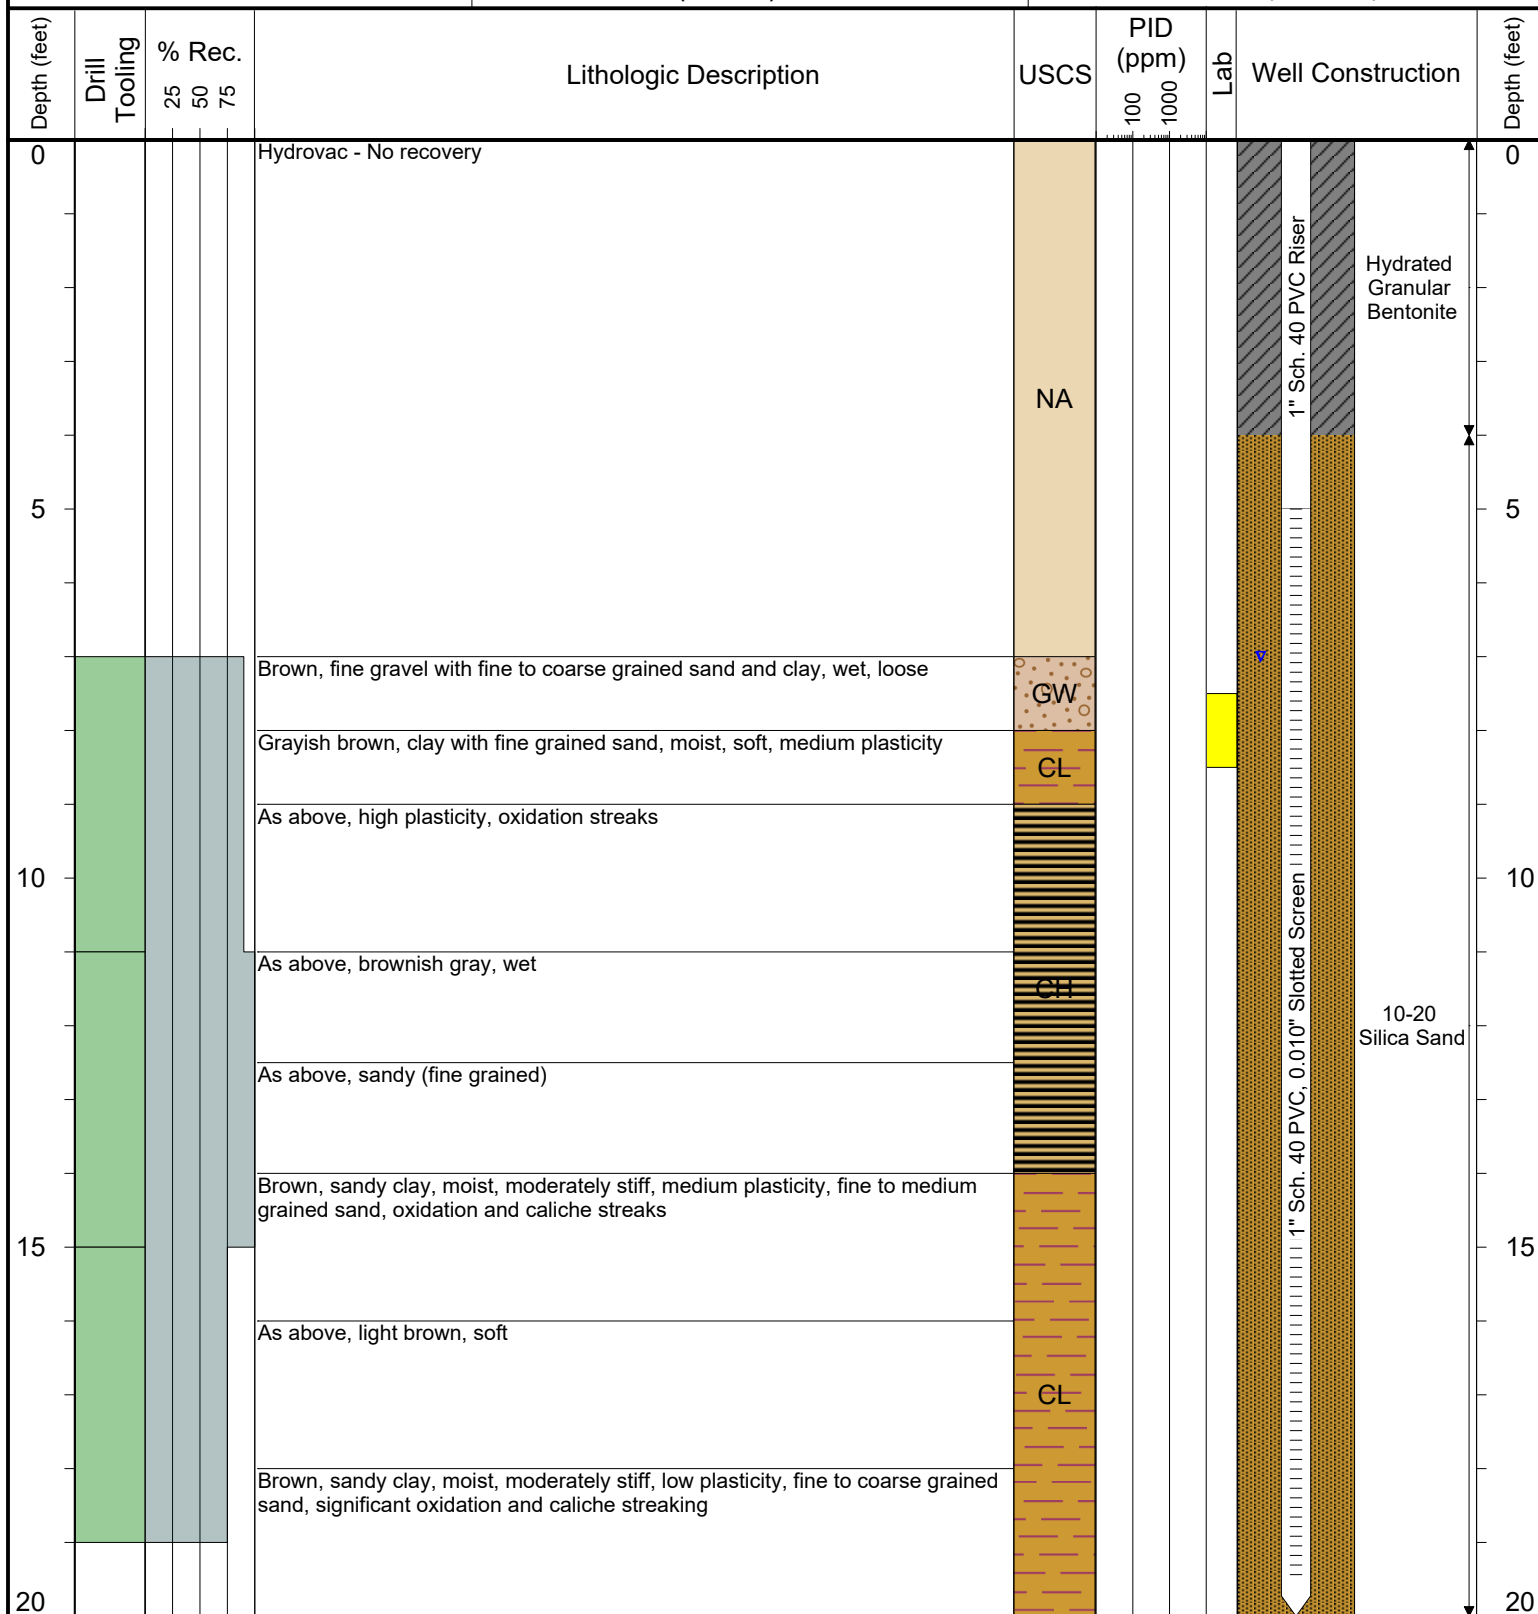 Depth (feet)
Drill
Tooling
% Rec.
25
50
75
Lithologic Description
USCS
PID
(ppm)
100
1000
Lab
Well Construction
Depth (feet)
0
Hydrovac - No recovery
0
1" Sch. 40 PVC Riser
Hydrated
Granular
Bentonite
NA
5
5
Brown, fine gravel with fine to coarse grained sand and clay, wet, loose
GW
Grayish brown, clay with fine grained sand, moist, soft, medium plasticity
CL
As above, high plasticity, oxidation streaks
10
10
As above, brownish gray, wet
CH
1" Sch. 40 PVC, 0.010" Slotted Screen
10-20
Silica Sand
As above, sandy (fine grained)
Brown, sandy clay, moist, moderately stiff, medium plasticity, fine to medium
grained sand, oxidation and caliche streaks
15
15
As above, light brown, soft
CL
Brown, sandy clay, moist, moderately stiff, low plasticity, fine to coarse grained
sand, significant oxidation and caliche streaking
20
20